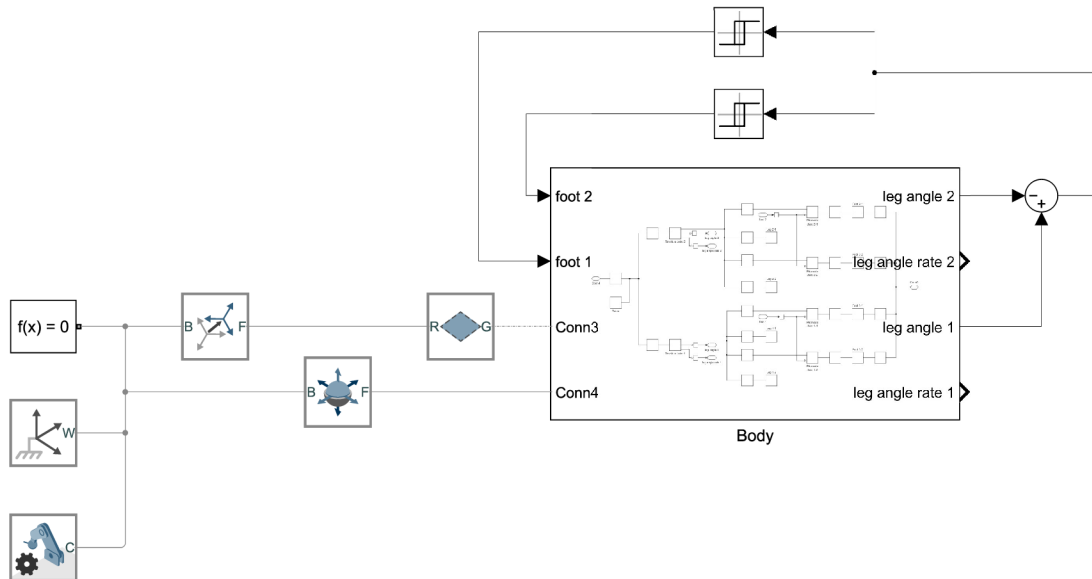 foot 2
leg angle 2
−
+
foot 1
leg angle rate 2
f(x) = 0
B
F
R
G
Conn3
leg angle 1
B
F
Conn4
leg angle rate 1
W
Body
C